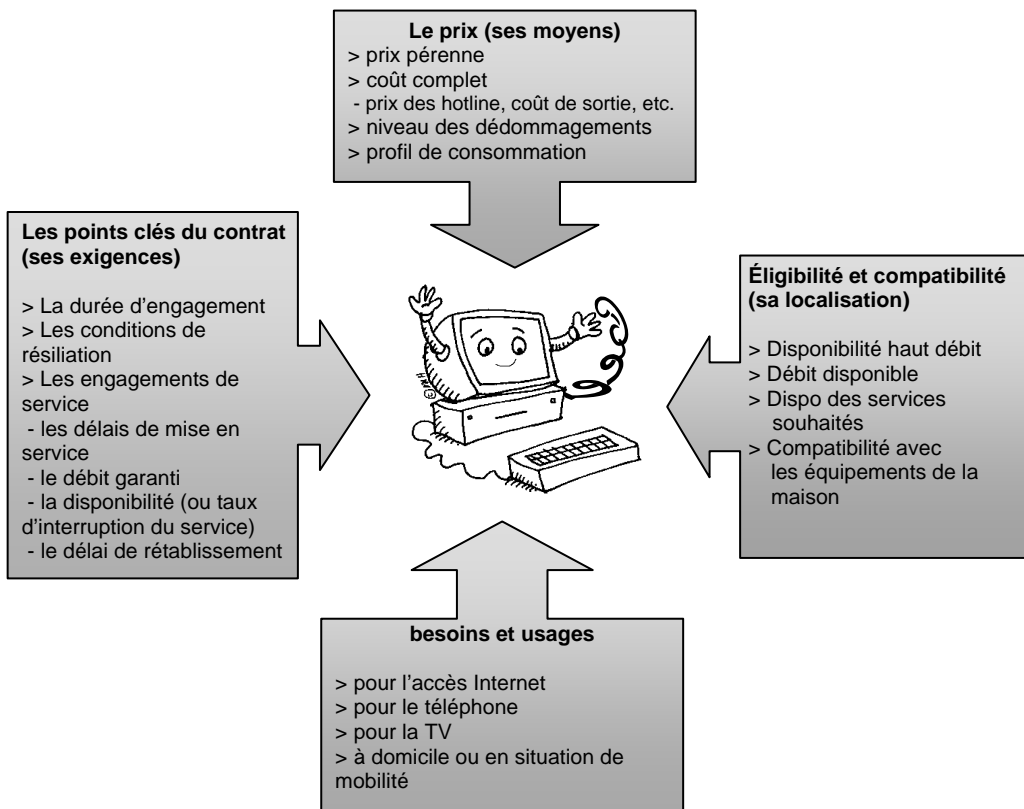 Le prix (ses moyens)
> prix pérenne
> coût complet
- prix des hotline, coût de sortie, etc.
> niveau des dédommagements
> profil de consommation
Les points clés du contrat
(ses exigences)
> La durée d’engagement
> Les conditions de
résiliation
> Les engagements de
service
- les délais de mise en
service
- le débit garanti
- la disponibilité (ou taux
d’interruption du service)
- le délai de rétablissement
Éligibilité et compatibilité
(sa localisation)
> Disponibilité haut débit
> Débit disponible
> Dispo des services
souhaités
> Compatibilité avec
les équipements de la
maison
besoins et usages
> pour l’accès Internet
> pour le téléphone
> pour la TV
> à domicile ou en situation de
mobilité